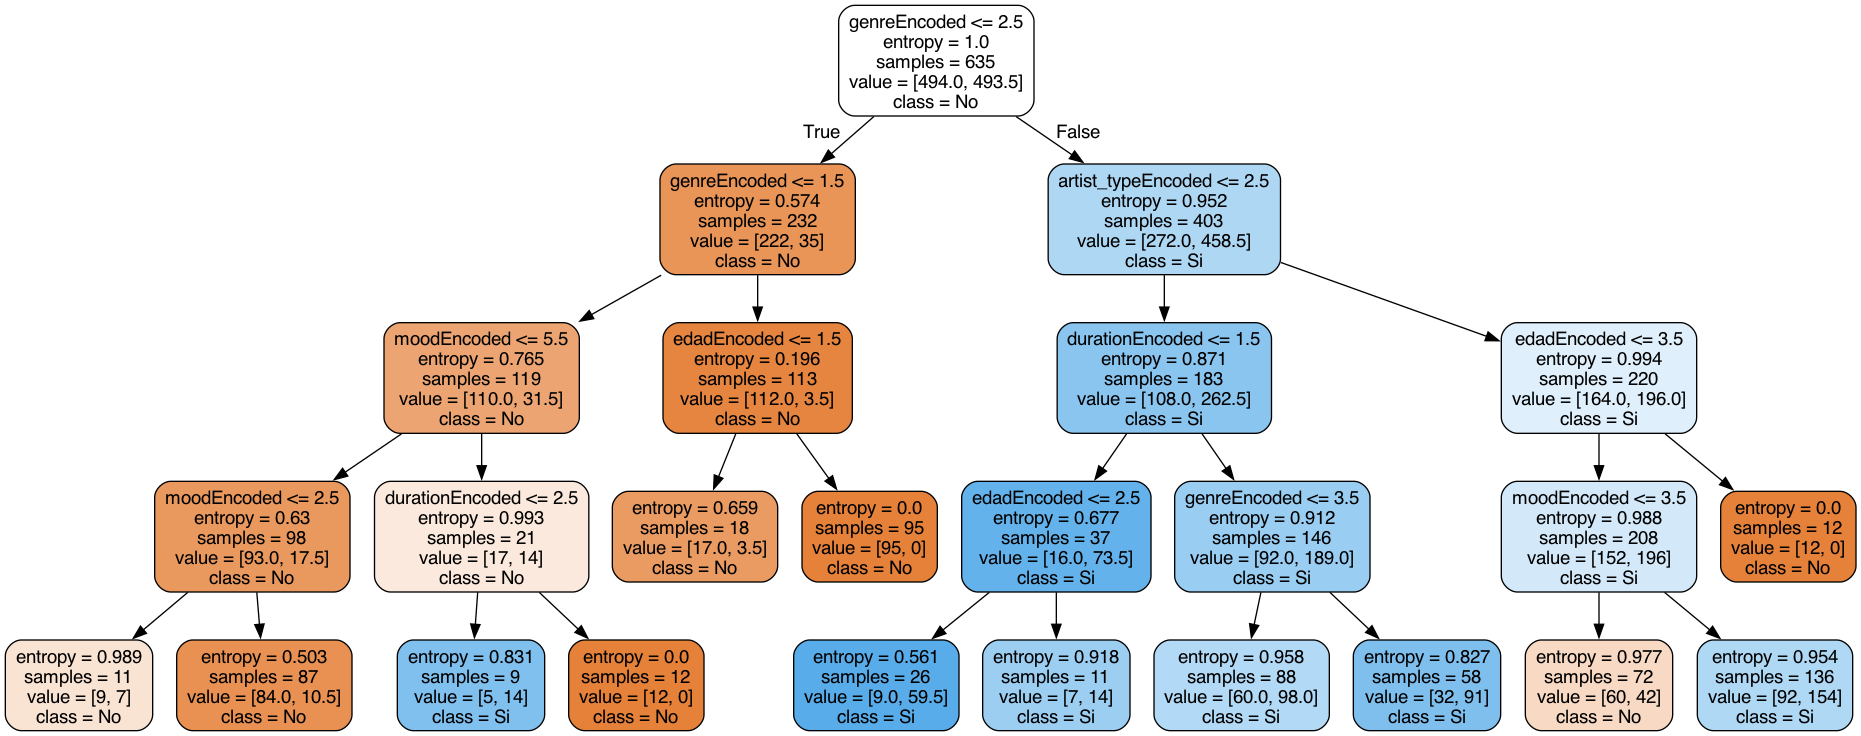 genreEncoded <= 2.5
entropy = 1.0
samples = 635
value = [494.0, 493.5]
class = No
True
False
genreEncoded <= 1.5
entropy = 0.574
samples = 232
value = [222, 35]
class = No
artist_typeEncoded <= 2.5
entropy = 0.952
samples = 403
value = [272.0, 458.5]
class = Si
moodEncoded <= 5.5
entropy = 0.765
samples = 119
value = [110.0, 31.5]
class = No
edadEncoded <= 1.5
entropy = 0.196
samples = 113
value = [112.0, 3.5]
class = No
durationEncoded <= 1.5
entropy = 0.871
samples = 183
value = [108.0, 262.5]
class = Si
edadEncoded <= 3.5
entropy = 0.994
samples = 220
value = [164.0, 196.0]
class = Si
moodEncoded <= 2.5
entropy = 0.63
samples = 98
value = [93.0, 17.5]
class = No
durationEncoded <= 2.5
entropy = 0.993
samples = 21
value = [17, 14]
class = No
entropy = 0.659
samples = 18
value = [17.0, 3.5]
class = No
entropy = 0.0
samples = 95
value = [95, 0]
class = No
edadEncoded <= 2.5
entropy = 0.677
samples = 37
value = [16.0, 73.5]
class = Si
genreEncoded <= 3.5
entropy = 0.912
samples = 146
value = [92.0, 189.0]
class = Si
moodEncoded <= 3.5
entropy = 0.988
samples = 208
value = [152, 196]
class = Si
entropy = 0.0
samples = 12
value = [12, 0]
class = No
entropy = 0.989
samples = 11
value = [9, 7]
class = No
entropy = 0.503
samples = 87
value = [84.0, 10.5]
class = No
entropy = 0.831
samples = 9
value = [5, 14]
class = Si
entropy = 0.0
samples = 12
value = [12, 0]
class = No
entropy = 0.561
samples = 26
value = [9.0, 59.5]
class = Si
entropy = 0.918
samples = 11
value = [7, 14]
class = Si
entropy = 0.958
samples = 88
value = [60.0, 98.0]
class = Si
entropy = 0.827
samples = 58
value = [32, 91]
class = Si
entropy = 0.977
samples = 72
value = [60, 42]
class = No
entropy = 0.954
samples = 136
value = [92, 154]
class = Si